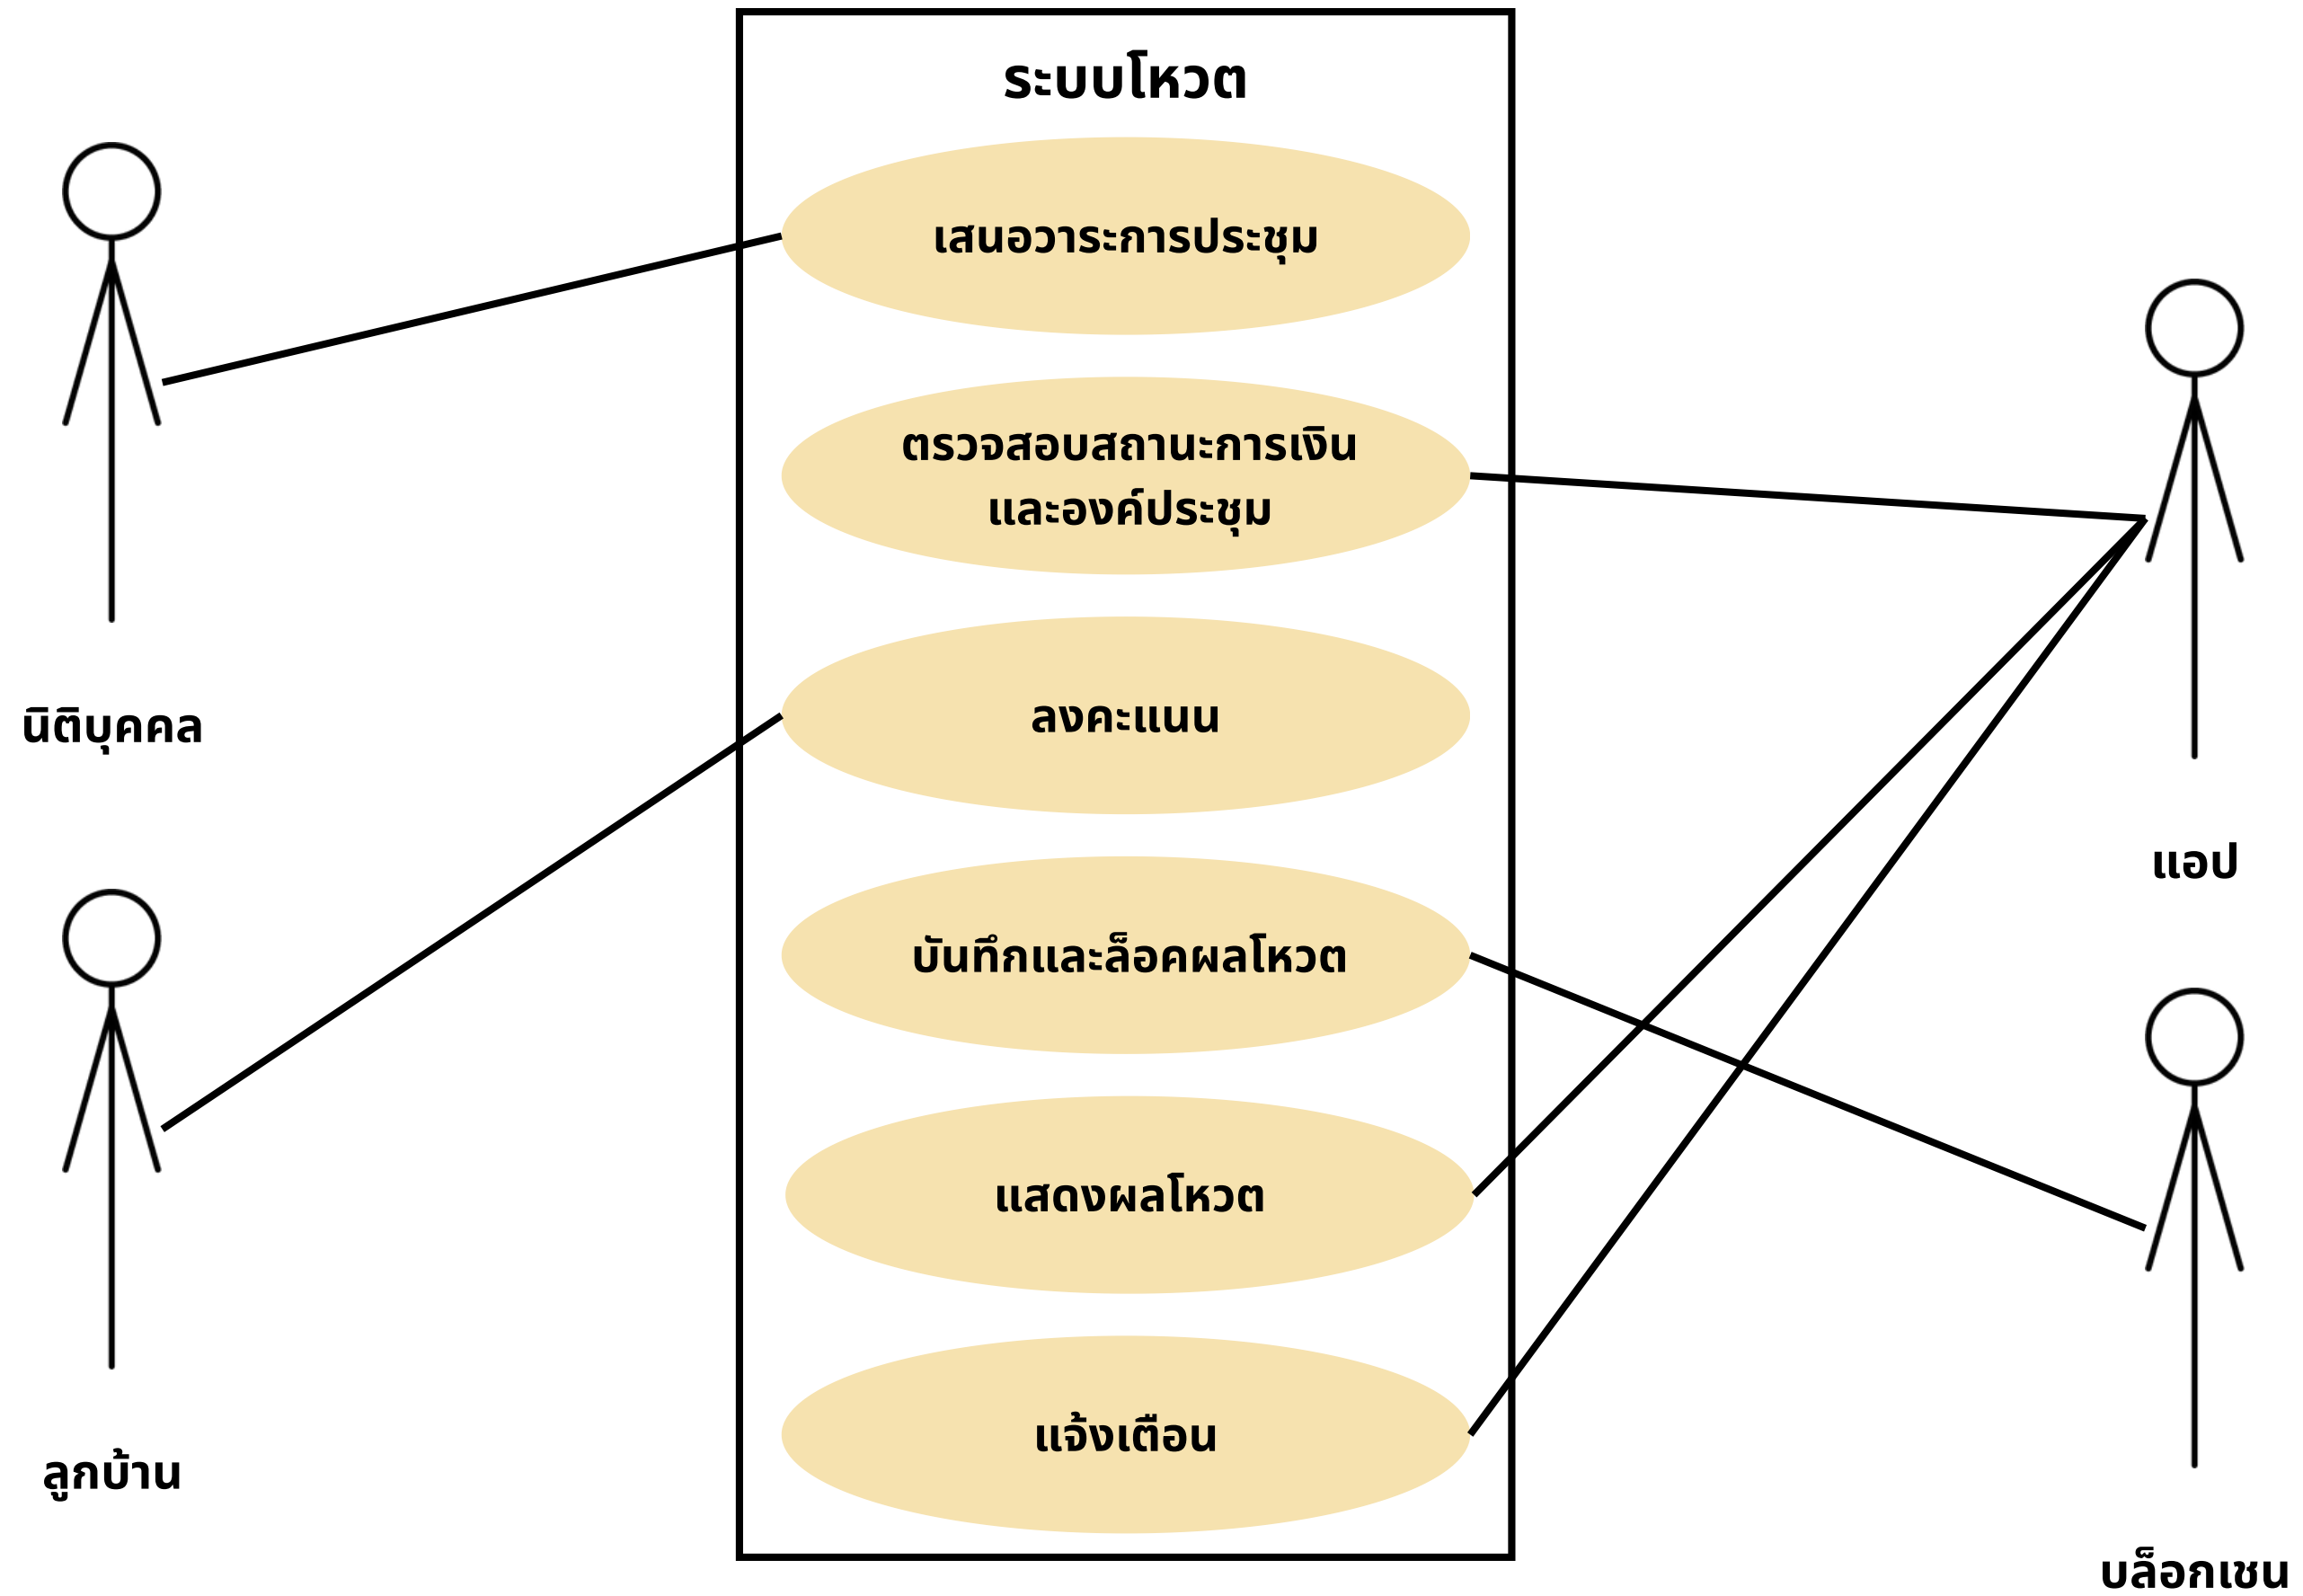 ระบบโหวต
เสนอวาระการประชุม
ตรวจสอบสถานะการเงิน
และองค์ประชุม
นิติบุคคล
ลงคะแนน
แอป
บันทึกและล็อคผลโหวต
แสดงผลโหวต
แจ้งเตือน
ลูกบ้าน
บล็อกเชน